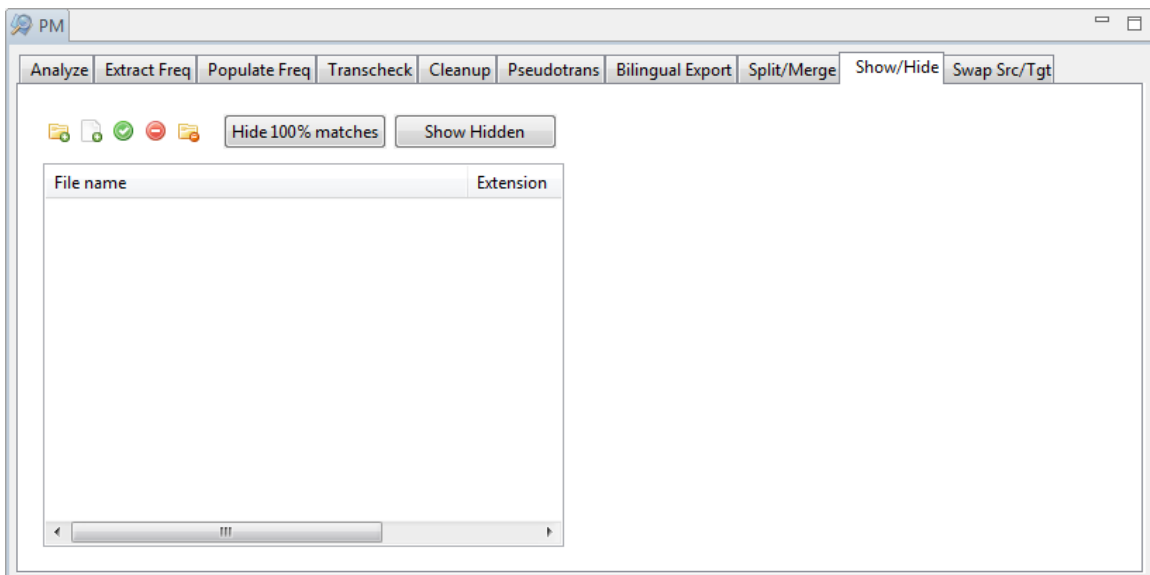 PM
Analyze Extract Freq Populate Freq Transcheck Cleanup Pseudotrans Bilingual Export Split/Merge Show/Hide Swap Src/Tgt
Hide 100% matches Show Hidden
File name Extension